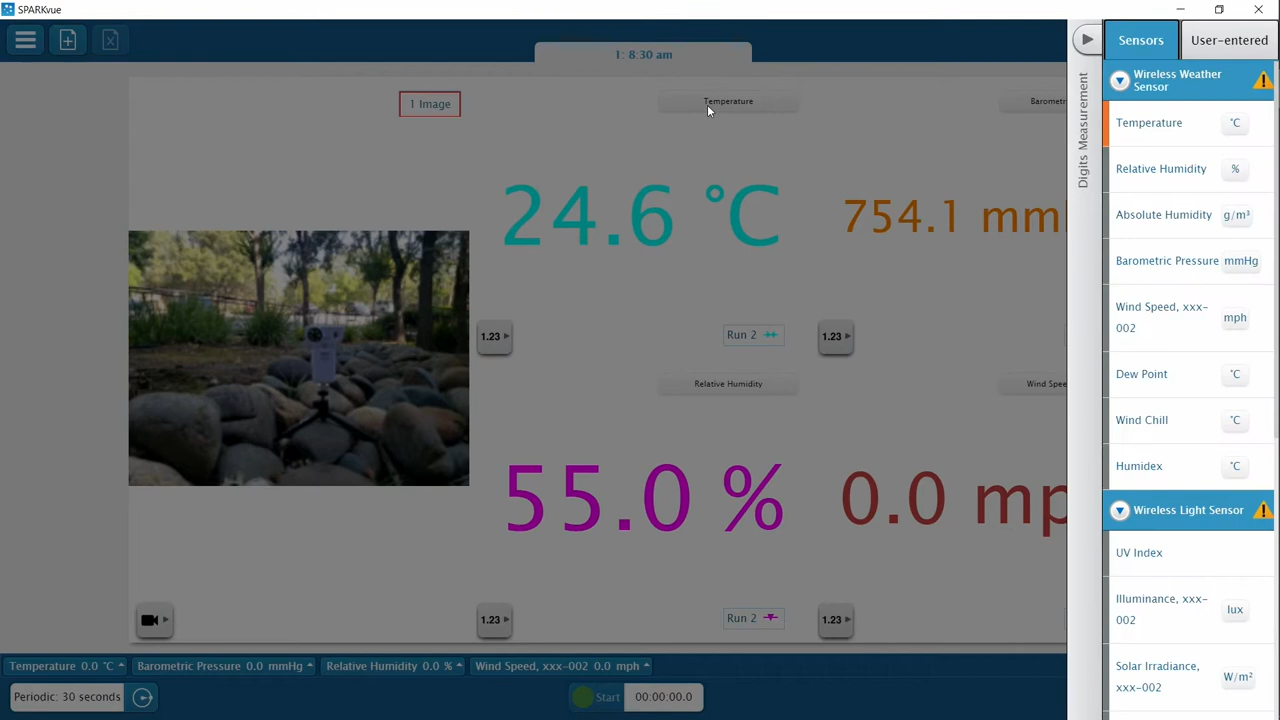 SPARKvue
1: 8:30 am
1 Image
Temperature
24.6 °C
1.23
Run 2
Barometr
754.1 mmH
1.23
Relative Humidity
55.0 %
1.23
Run 2
Wind Spee
0.0 mp
1.23
Temperature 0.0 °C
Barometric Pressure 0.0 mmHg
Relative Humidity 0.0 %
Wind Speed, xxx-002 0.0 mph
Periodic: 30 seconds
Start
00:00:00.0
Digits Measurement
Sensors
User-entered
Wireless Weather
Sensor
Temperature °C
Relative Humidity %
Absolute Humidity g/m³
Barometric Pressure mmHg
Wind Speed, xxx-
002
mph
Dew Point °C
Wind Chill °C
Humidex °C
Wireless Light Sensor
UV Index
Illuminance, xxx-
002
lux
Solar Irradiance,
xxx-002
W/m²